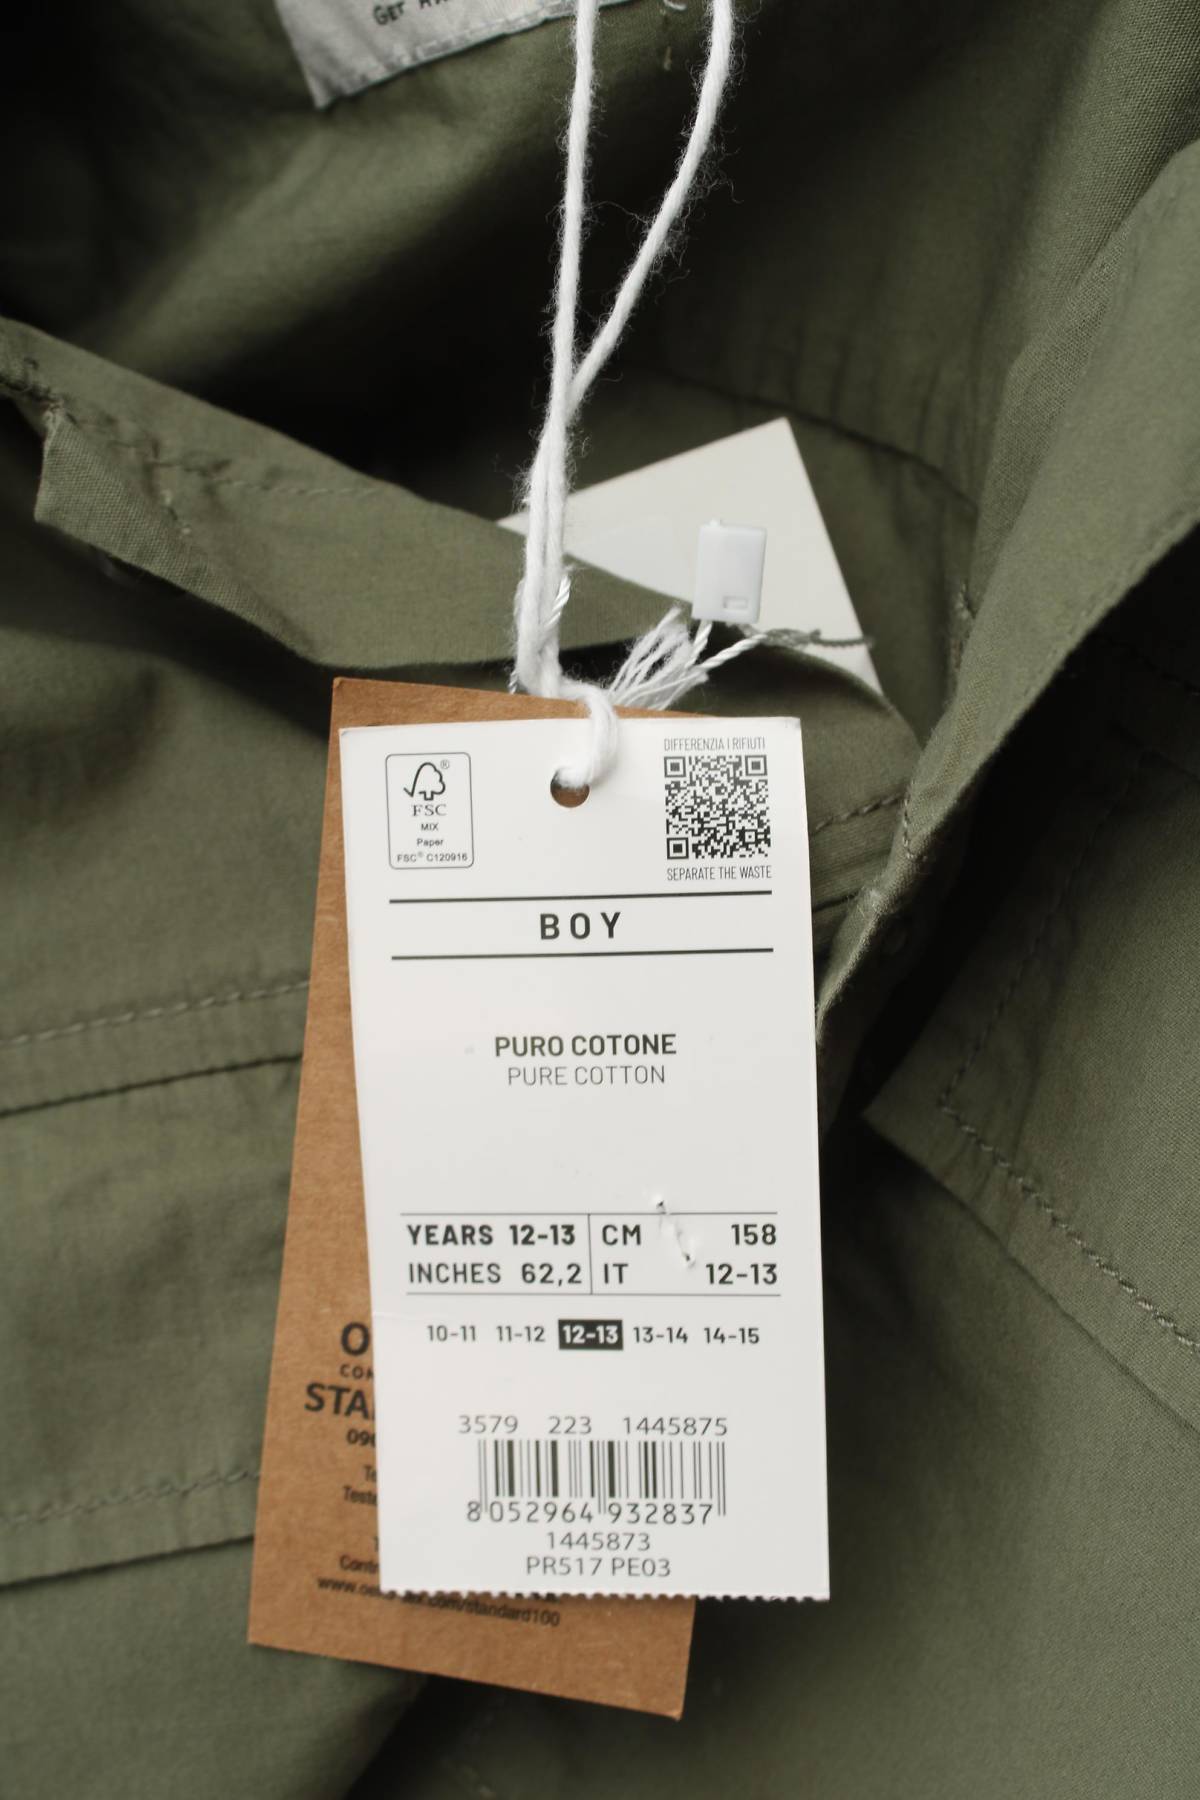 GET
FSC
MIX
Paper
FSC® C120916
DIFFERENZIA I RIFIUTI
SEPARATE THE WASTE
BOY
PURO COTONE
PURE COTTON
YEARS 12-13 CM 158
INCHES 62,2 IT 12-13
10-11 11-12 12-13 13-14 14-15
3579 223 1445875
8 052964 932837
1445873
PR517 PE03